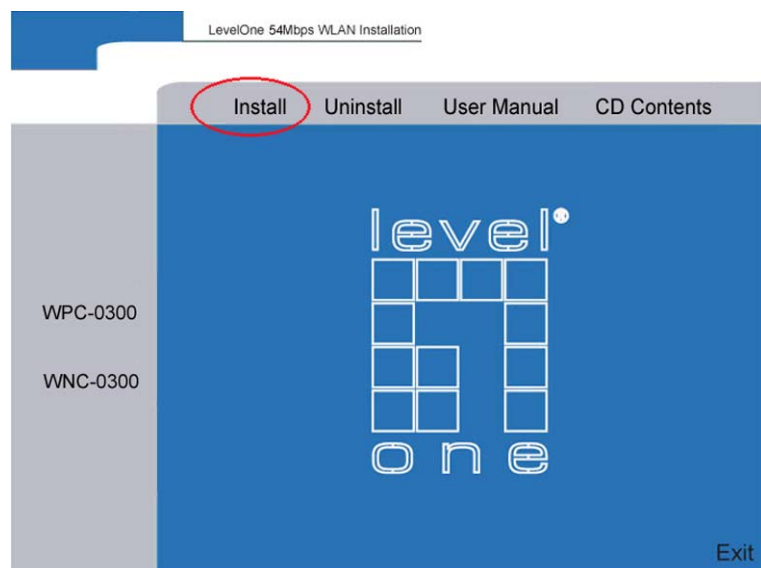 LevelOne 54Mbps WLAN Installation
Install Uninstall User Manual CD Contents
level®
WPC-0300
WNC-0300
one
Exit